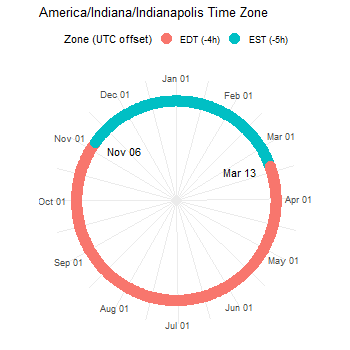 America/Indiana/Indianapolis Time Zone
Zone (UTC offset) EDT (-4h) EST (-5h)
Jan 01
Dec 01
Feb 01
Nov 01
Mar 01
Nov 06
Mar 13
Oct 01
Apr 01
Sep 01
May 01
Aug 01
Jun 01
Jul 01